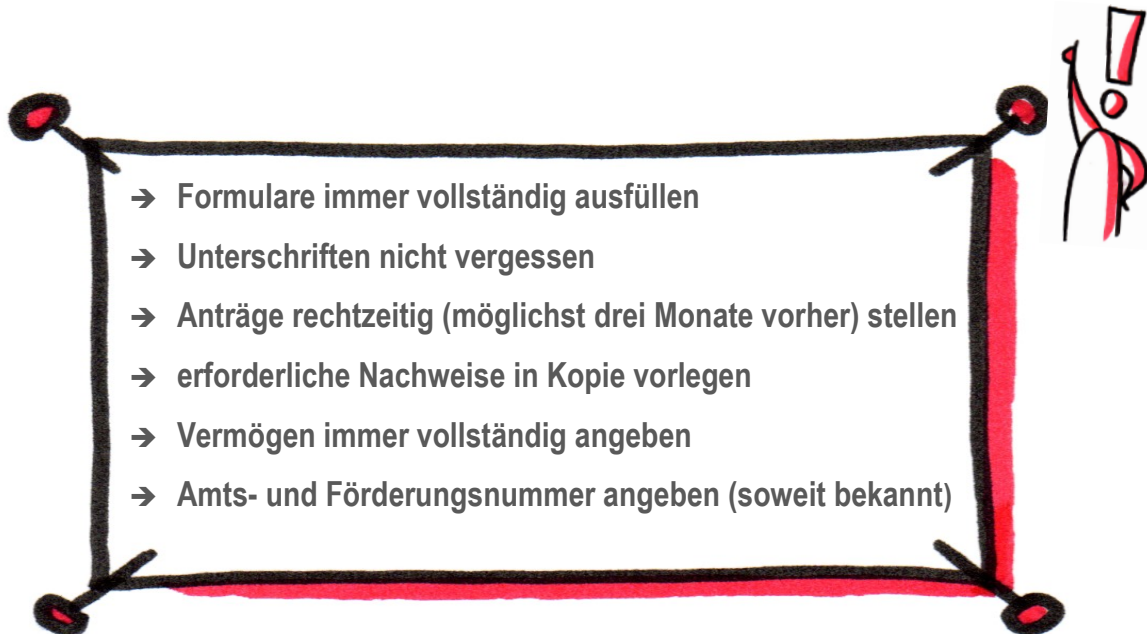 → Formulare immer vollständig ausfüllen
→ Unterschriften nicht vergessen
→ Anträge rechtzeitig (möglichst drei Monate vorher) stellen
→ erforderliche Nachweise in Kopie vorlegen
→ Vermögen immer vollständig angeben
→ Amts- und Förderungsnummer angeben (soweit bekannt)